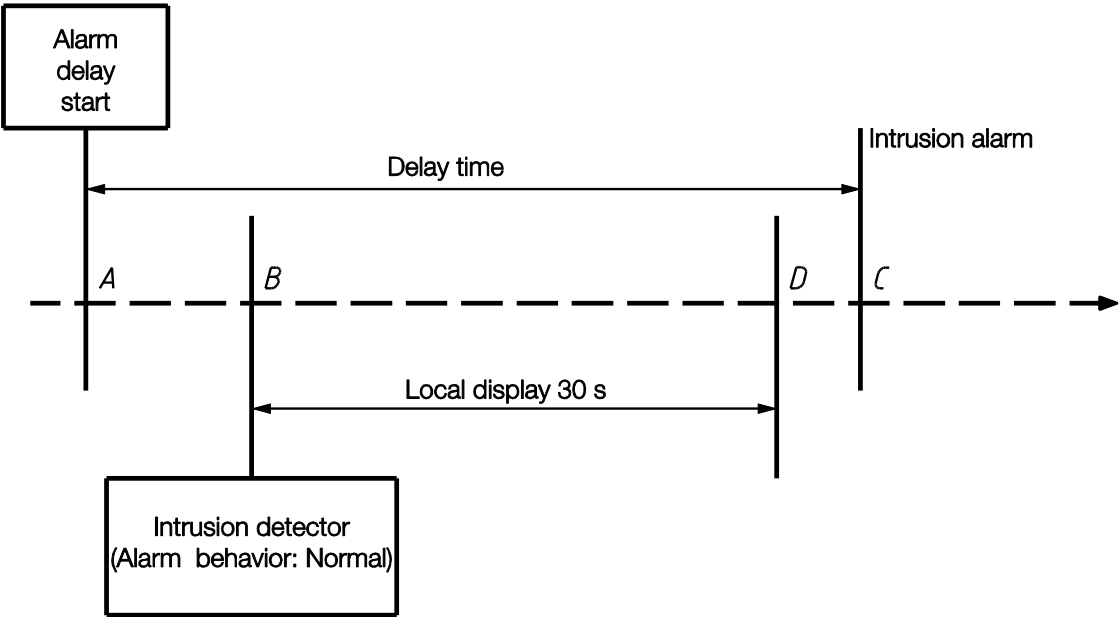 Alarm
delay
start
Intrusion alarm
Delay time
A
B
D
C
Local display 30 s
Intrusion detector
(Alarm behavior: Normal)